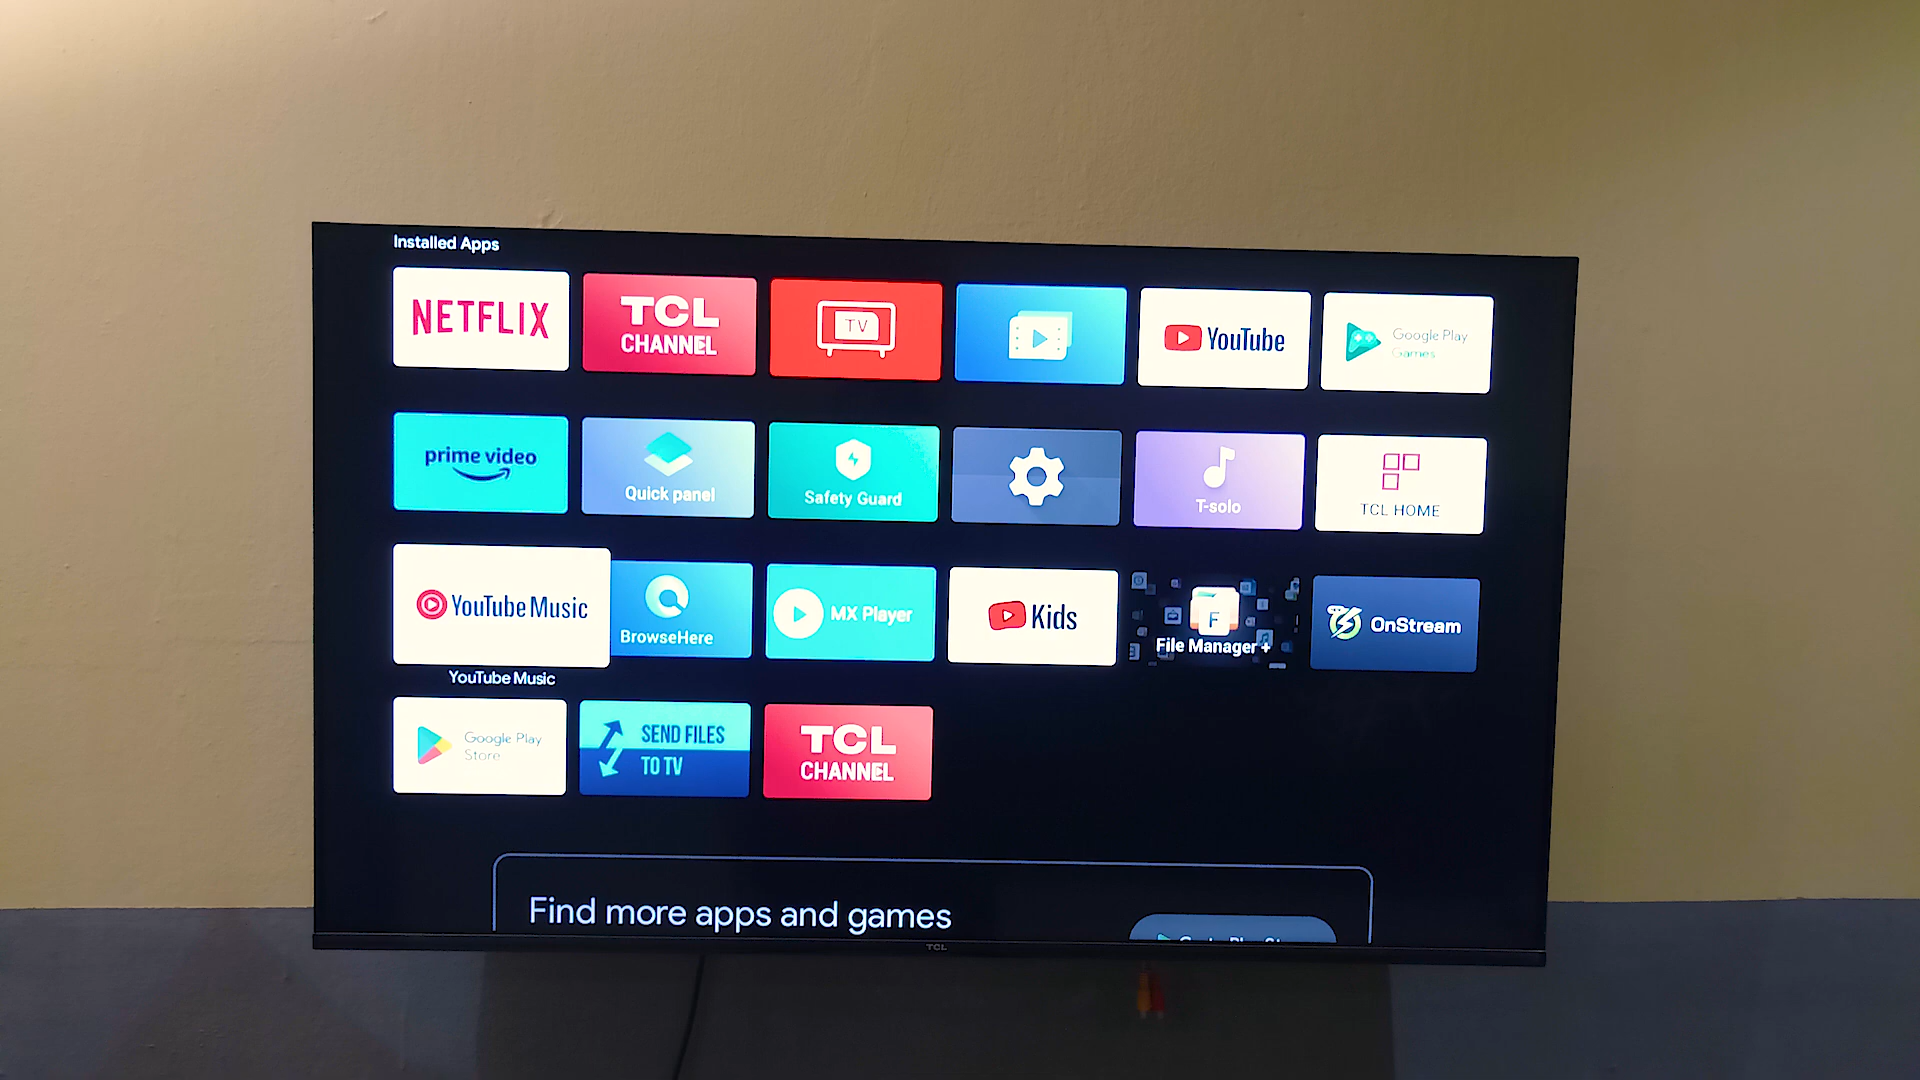 Installed Apps
NETFLIX
TCL
CHANNEL
TV
YouTube
Google Play
Games
prime video
Quick panel
Safety Guard
T-solo
TCL HOME
YouTube Music
BrowseHere
MX Player
Kids
F
File Manager +
OnStream
YouTube Music
Google Play
Store
SEND FILES
TO TV
TCL
CHANNEL
Find more apps and games
TCL